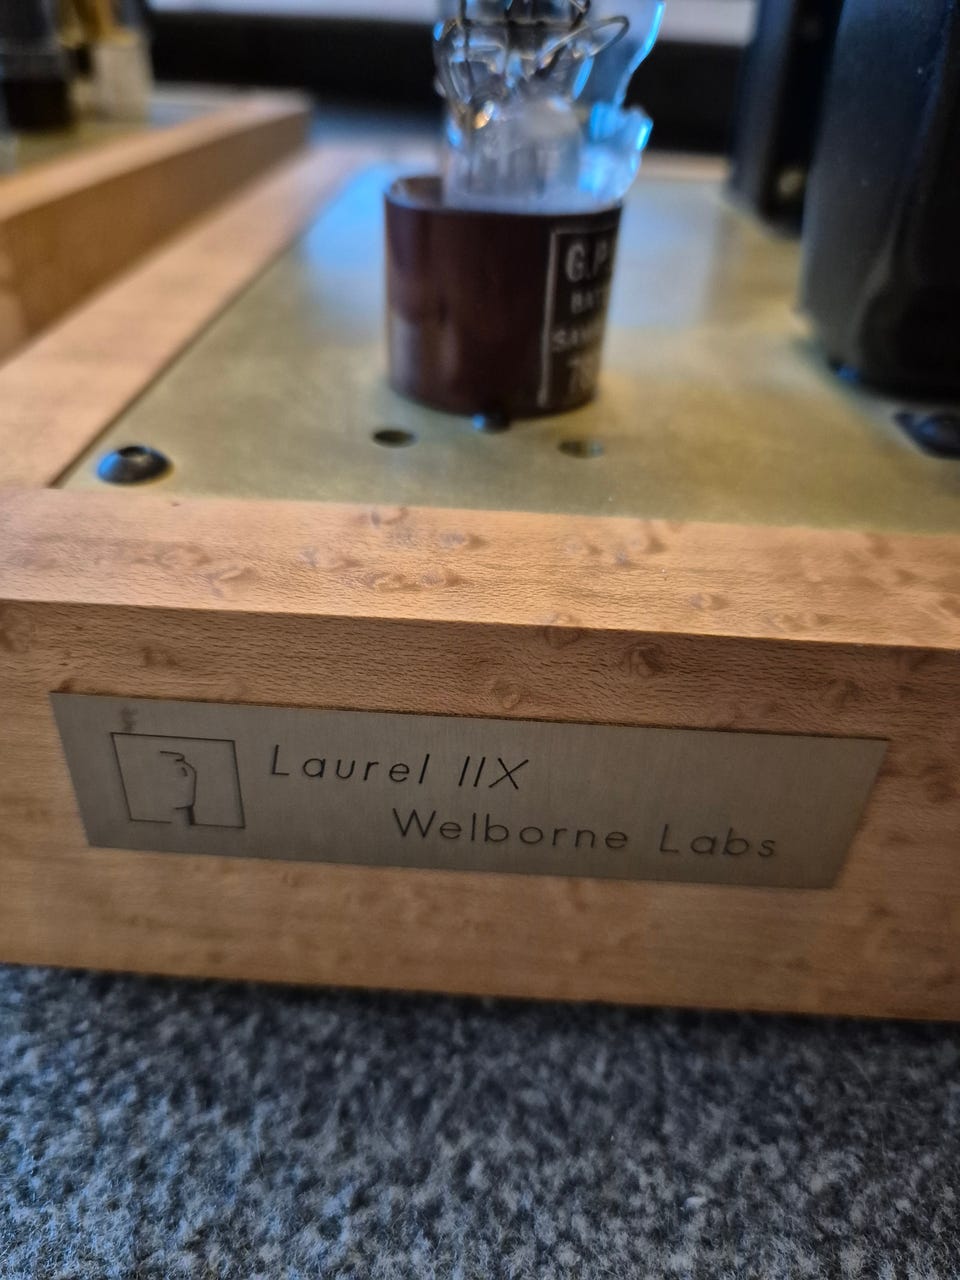 G.P
Laurel IIX
Welborne Labs